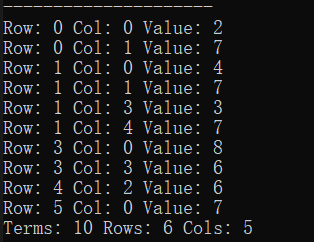 ---------------------
Row: 0 Col: 0 Value: 2
Row: 0 Col: 1 Value: 7
Row: 1 Col: 0 Value: 4
Row: 1 Col: 1 Value: 7
Row: 1 Col: 3 Value: 3
Row: 1 Col: 4 Value: 7
Row: 3 Col: 0 Value: 8
Row: 3 Col: 3 Value: 6
Row: 4 Col: 2 Value: 6
Row: 5 Col: 0 Value: 7
Terms: 10 Rows: 6 Cols: 5